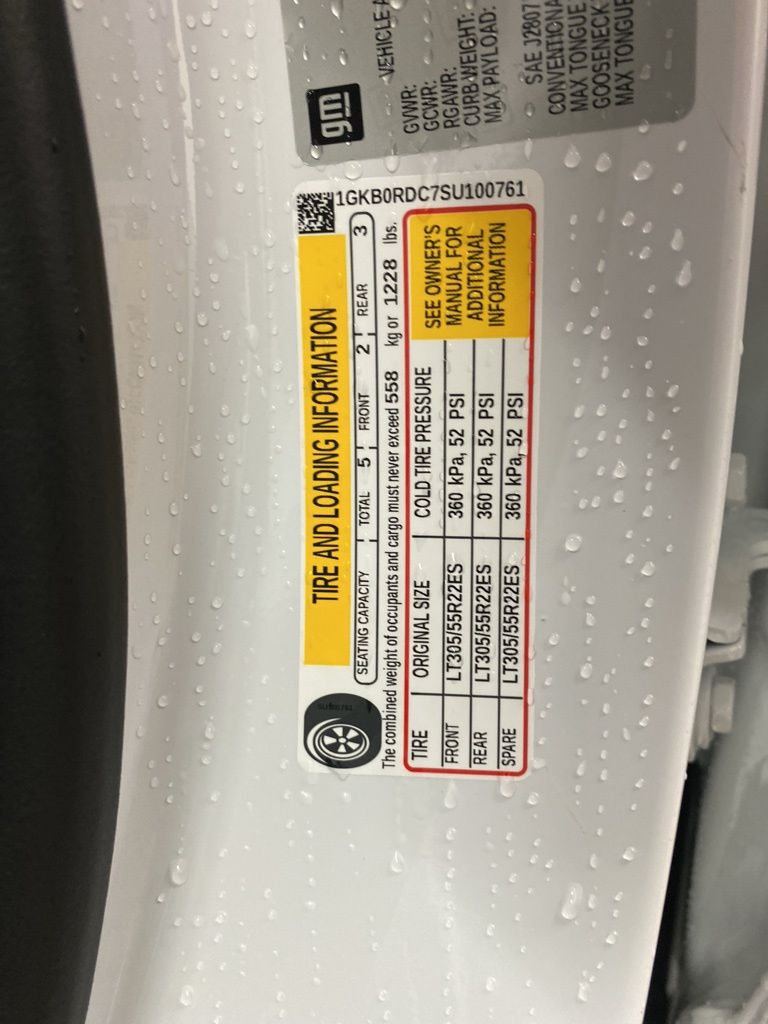 gm
VEHICLE
GVWR:
GCWR:
RGAWR:
CURB WEIGHT:
MAX PAYLOAD:
SAE J2807
CONVENTIONA
MAX TONGUE
GOOSENECK
MAX TONGUE
1GKB0RDC7SU100761
TIRE AND LOADING INFORMATION
SEATING CAPACITY TOTAL 5 FRONT 2 REAR 3
The combined weight of occupants and cargo must never exceed 558 kg or 1228 lbs.
TIRE ORIGINAL SIZE COLD TIRE PRESSURE
FRONT LT305/55R22ES 360 kPa, 52 PSI
REAR LT305/55R22ES 360 kPa, 52 PSI
SPARE LT305/55R22ES 360 kPa, 52 PSI
SEE OWNER'S
MANUAL FOR
ADDITIONAL
INFORMATION